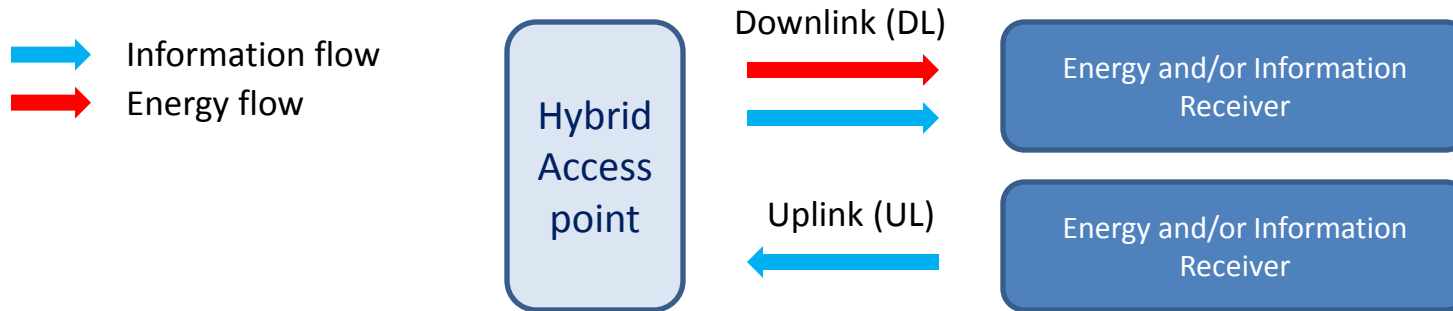 Information flow
Energy flow
Hybrid
Access
point
Downlink (DL)
Uplink (UL)
Energy and/or Information
Receiver
Energy and/or Information
Receiver